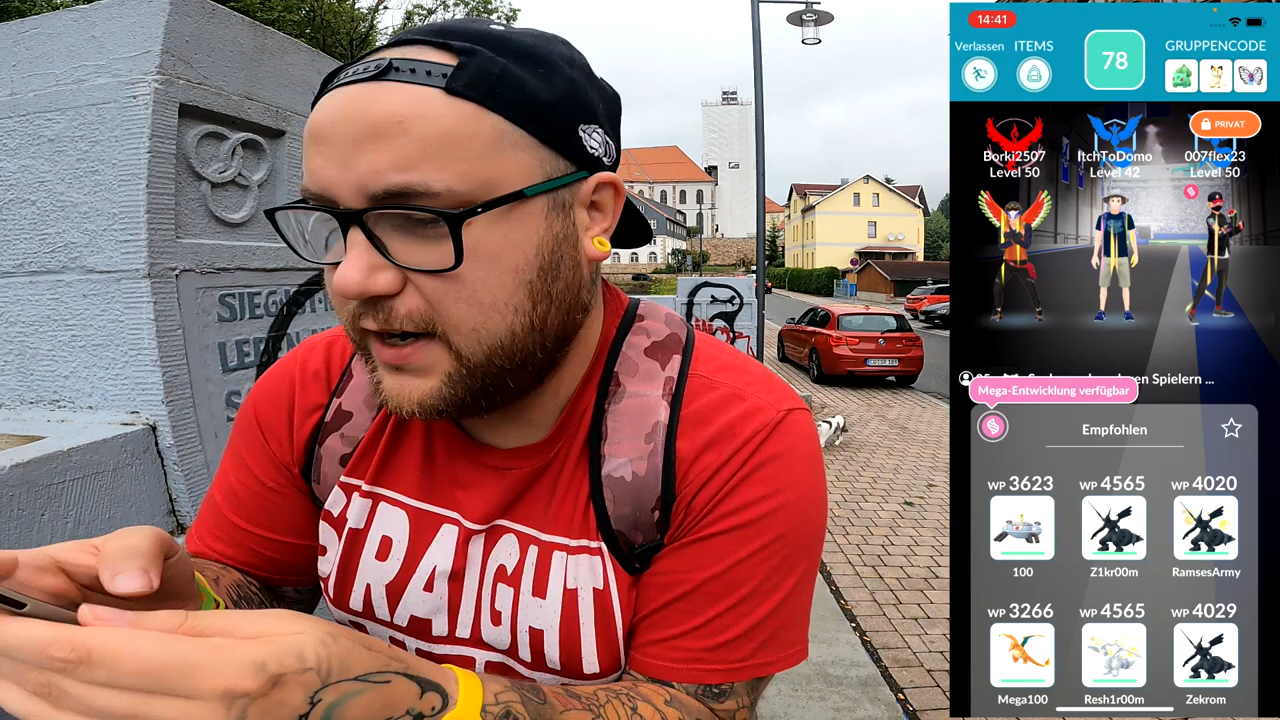 14:41
Verlassen
ITEMS
78
GRUPPENCODE
PRIVAT
Borki2507
Level 50
ItchToDomo
Level 42
007flex23
Level 50
Spielern ...
Mega-Entwicklung verfügbar
Empfohlen
WP 3623
WP 4565
WP 4020
100
Z1kr00m
RamsesArmy
WP 3266
WP 4565
WP 4029
Mega100
Resh1r00m
Zekrom
STRAIGHT
LEBEN